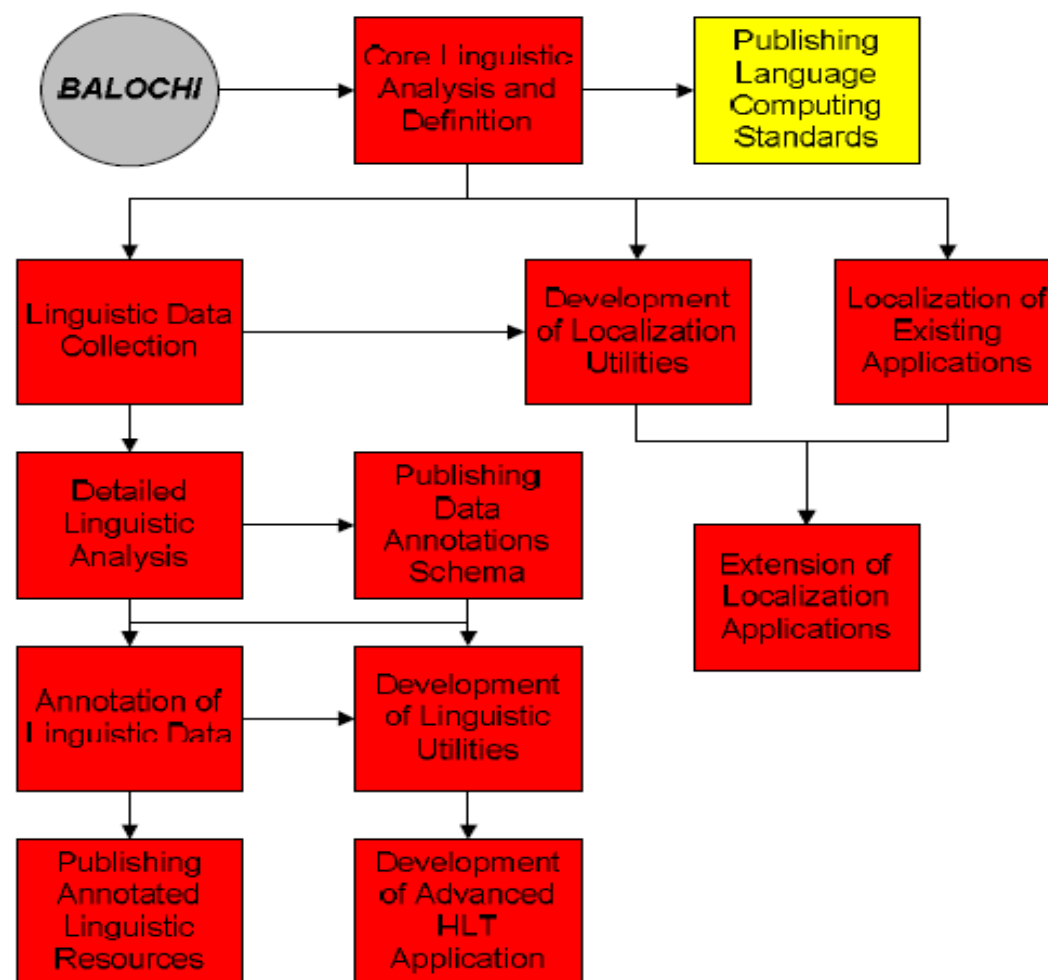 BALOCHI
Core Linguistic
Analysis and
Definition
Publishing
Language
Computing
Standards
Linguistic Data
Collection
Development
of Localization
Utilities
Localization of
Existing
Applications
Detailed
Linguistic
Analysis
Publishing
Data
Annotations
Schema
Extension of
Localization
Applications
Annotation of
Linguistic Data
Development
of Linguistic
Utilities
Publishing
Annotated
Linguistic
Resources
Development
of Advanced
HLT
Application